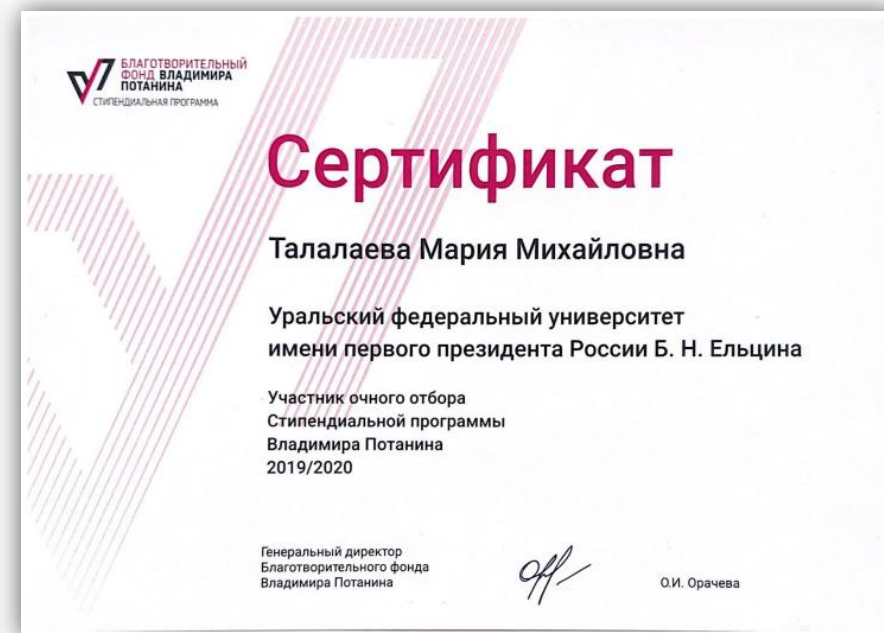 БЛАГОТВОРИТЕЛЬНЫЙ
ФОНД ВЛАДИМИРА
ПОТАНИНА
СТИПЕНДИАЛЬНАЯ ПРОГРАММА
Сертификат
Талалаева Мария Михайловна
Уральский федеральный университет
имени первого президента России Б. Н. Ельцина
Участник очного отбора
Стипендиальной программы
Владимира Потанина
2019/2020
Генеральный директор
Благотворительного фонда
Владимира Потанина
О.И. Орачева